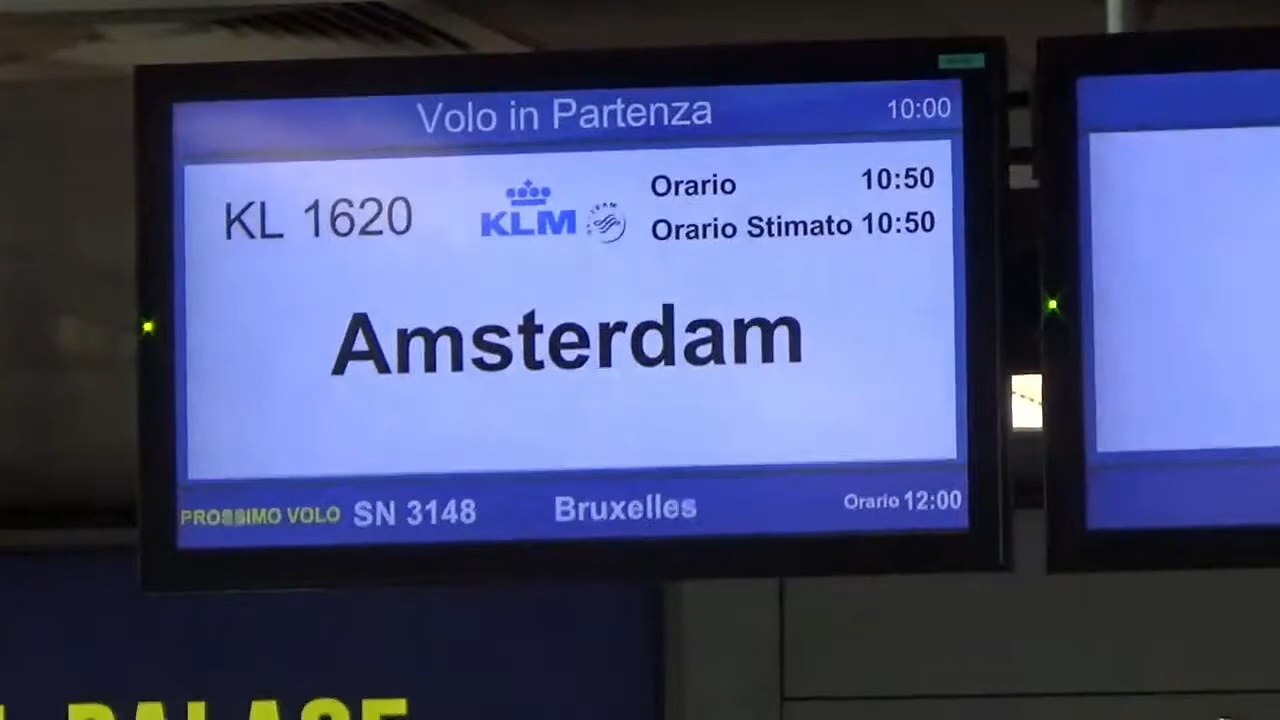 Volo in Partenza 10:00
KL 1620 KLM Orario 10:50
Orario Stimato 10:50
Amsterdam
PROSSIMO VOLO SN 3148 Bruxelles Orario 12:00
PALACE